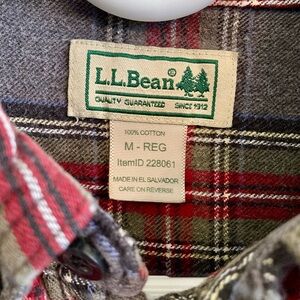 L.L.Bean®
QUALITY GUARANTEED SINCE 1912
100% COTTON
M - REG
ItemID 228061
MADE IN EL SALVADOR
CARE ON REVERSE